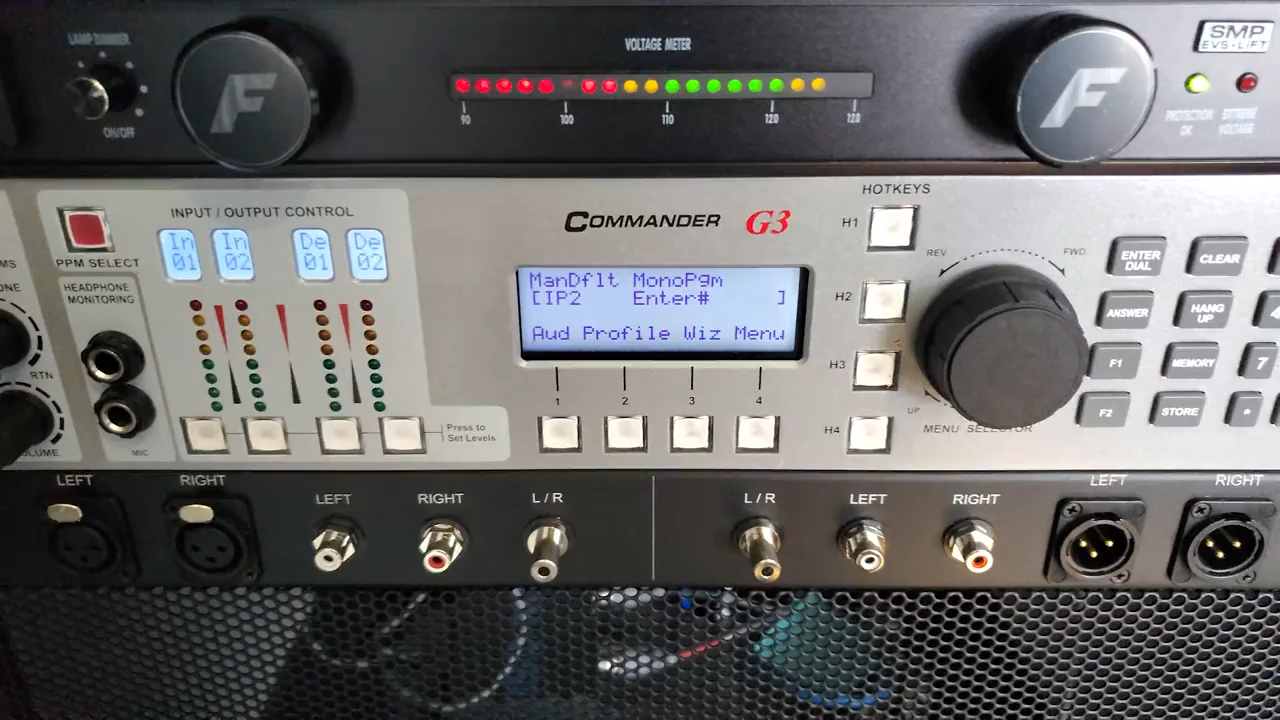 LAMP DIMMER
ON/OFF
F
VOLTAGE METER
90 100 110 120 128
F
SMP
EVS•LiFT
PROTECTION OK
EXTREME VOLTAGE
INPUT / OUTPUT CONTROL
PPM SELECT
In 01
In 02
De 01
De 02
HEADPHONE MONITORING
RTN
MIC
Press to
Set Levels
COMMANDER G3
ManDflt MonoPgm
[IP2 Enter# ]
Aud Profile Wiz Menu
1 2 3 4
HOTKEYS
H1
H2
H3
H4
REV
FWD
UP
MENU SELECTOR
ENTER DIAL
CLEAR
ANSWER
HANG UP
4
F1
MEMORY
7
F2
STORE
*
LEFT RIGHT LEFT RIGHT L / R L / R LEFT RIGHT LEFT RIGHT